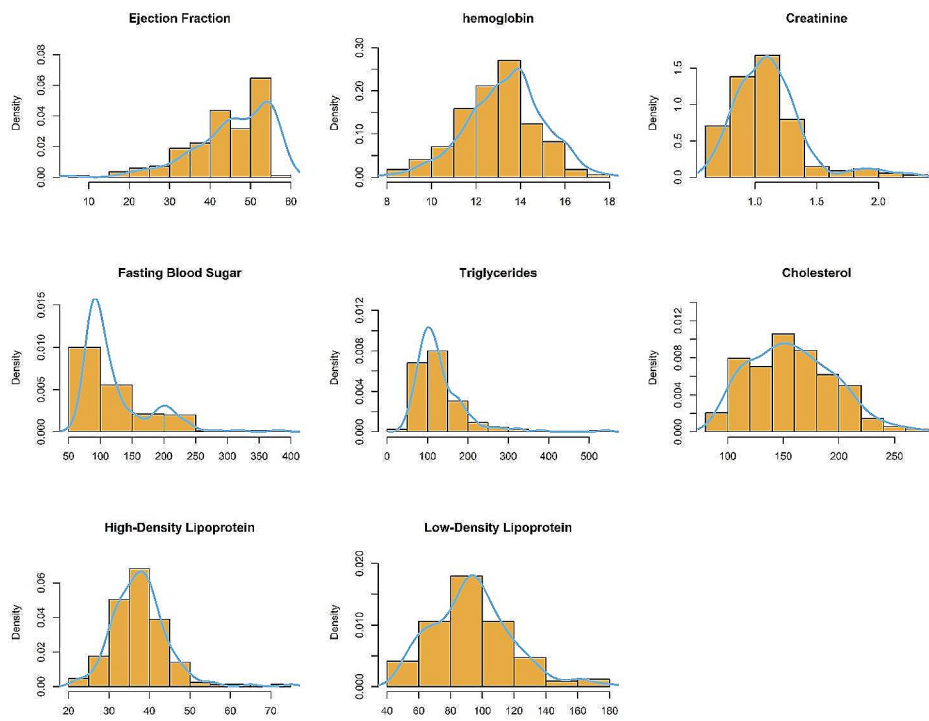 Ejection Fraction
Density
0.00 0.02 0.04 0.06 0.08
10 20 30 40 50 60
hemoglobin
Density
0.00 0.10 0.20 0.30
8 10 12 14 16 18
Creatinine
Density
0.0 0.5 1.0 1.5
1.0 1.5 2.0
Fasting Blood Sugar
Density
0.000 0.005 0.010 0.015
50 100 150 200 250 300 350 400
Triglycerides
Density
0.000 0.004 0.008 0.012
0 100 200 300 400 500
Cholesterol
Density
0.000 0.004 0.008 0.012
100 150 200 250
High-Density Lipoprotein
Density
0.00 0.02 0.04 0.06
20 30 40 50 60 70
Low-Density Lipoprotein
Density
0.000 0.010 0.020
40 60 80 100 120 140 160 180